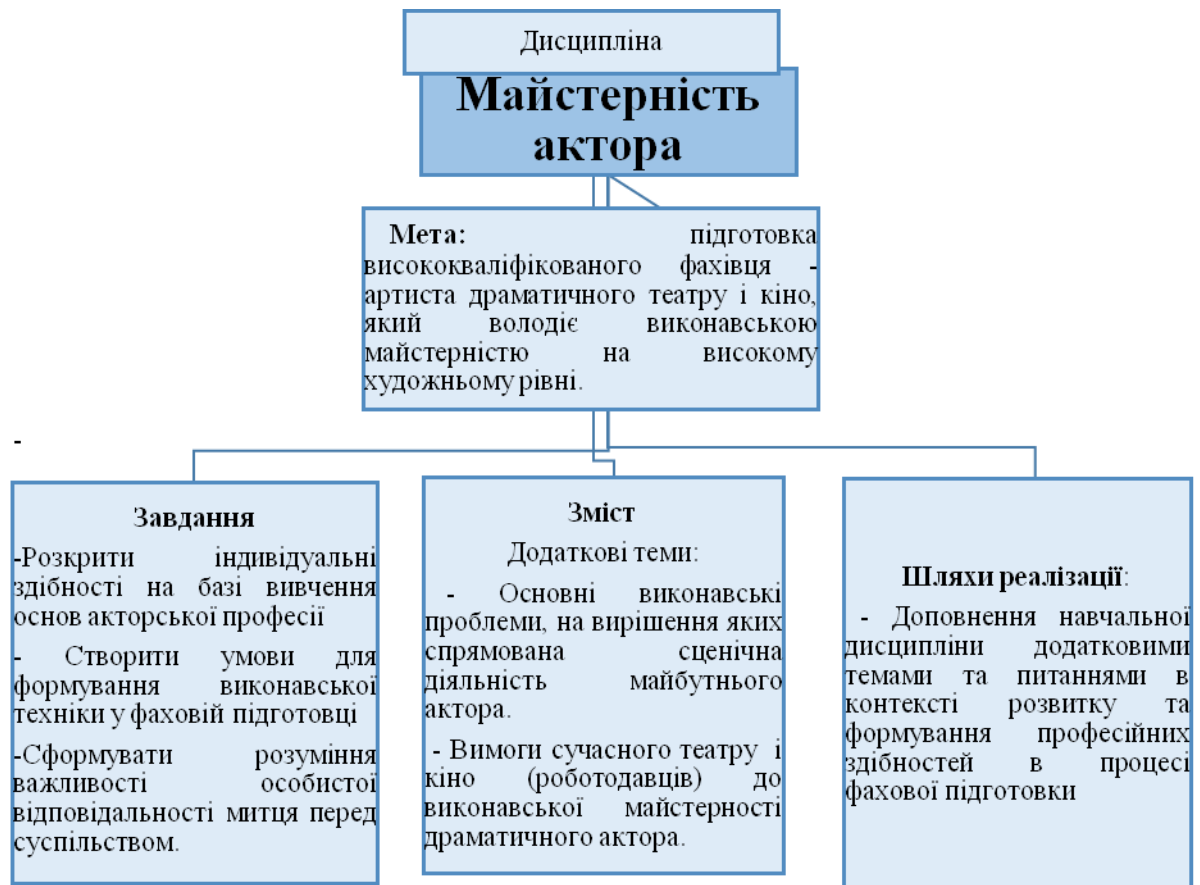 Дисципліна
Майстерність
актора
Мета: підготовка
висококваліфікованого фахівця -
артиста драматичного театру і кіно,
який володіє виконавською
майстерністю на високому
художньому рівні.
-
Завдання
-Розкрити індивідуальні
здібності на базі вивчення
основ акторської професії
- Створити умови для
формування виконавської
техніки у фаховій підготовці
-Сформувати розуміння
важливості особистої
відповідальності митця перед
суспільством.
Зміст
Додаткові теми:
- Основні виконавські
проблеми, на вирішення яких
спрямована сценічна
діяльність майбутнього
актора.
- Вимоги сучасного театру і
кіно (роботодавців) до
виконавської майстерності
драматичного актора.
Шляхи реалізації:
- Доповнення навчальної
дисципліни додатковими
темами та питаннями в
контексті розвитку та
формування професійних
здібностей в процесі
фахової підготовки